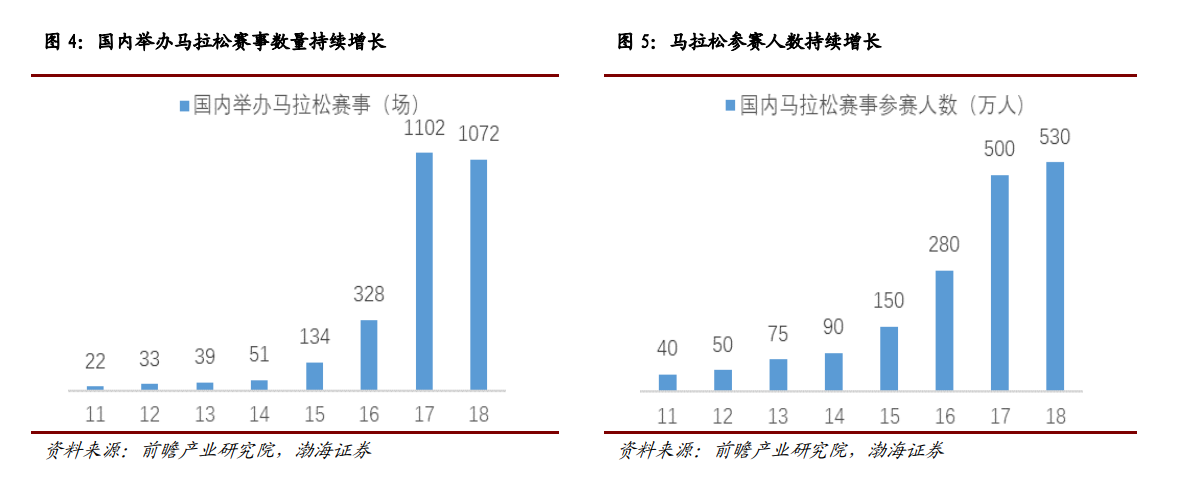 图 4：国内举办马拉松赛事数量持续增长
国内举办马拉松赛事（场）
1102
1072
328
134
51
39
33
22
11 12 13 14 15 16 17 18
资料来源：前瞻产业研究院，渤海证券
图 5：马拉松参赛人数持续增长
国内马拉松赛事参赛人数（万人）
530
500
280
150
90
75
50
40
11 12 13 14 15 16 17 18
资料来源：前瞻产业研究院，渤海证券